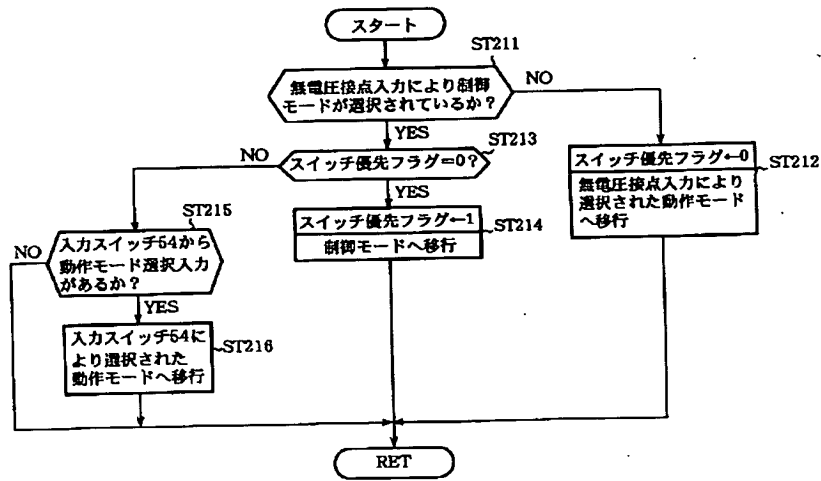 スタート
ST211
無電圧接点入力により制御
モードが選択されているか？
NO
YES
ST213
NO
スイッチ優先フラグ=0？
スイッチ優先フラグ←0
ST212
無電圧接点入力により
選択された動作モード
へ移行
YES
ST215
スイッチ優先フラグ←1
ST214
制御モードへ移行
NO
入力スイッチ54から
動作モード選択入力
があるか？
YES
入力スイッチ54に
より選択された
動作モードへ移行
ST216
RET